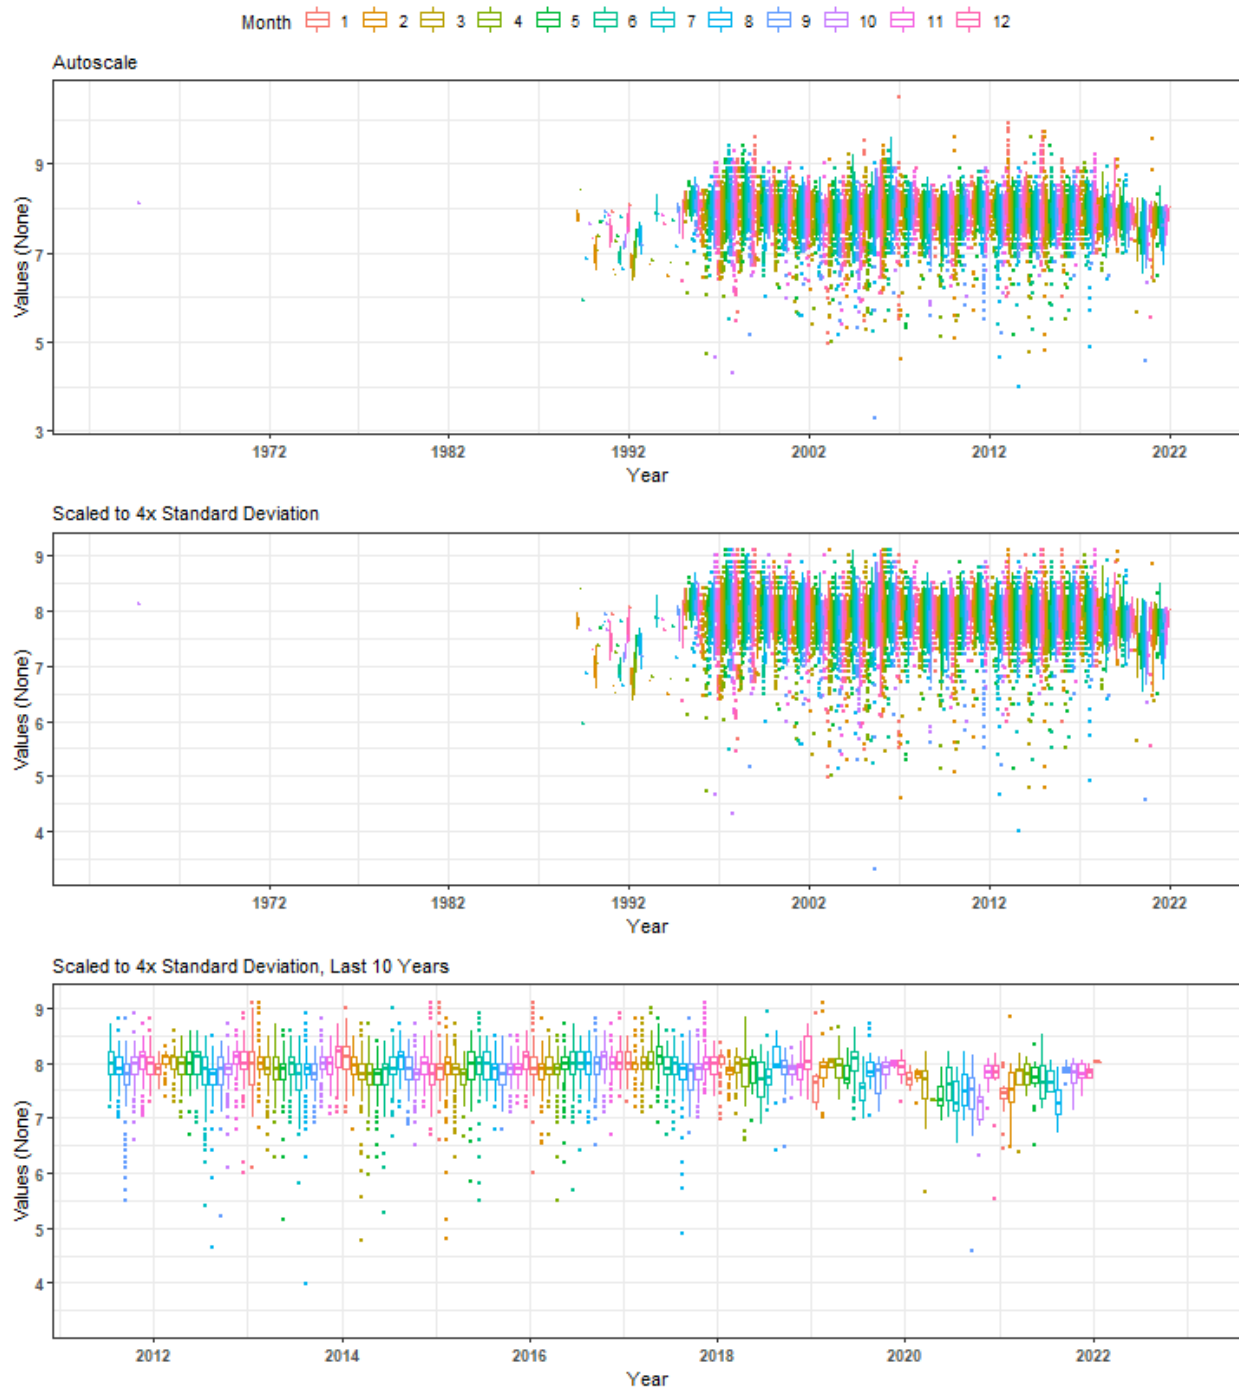 Month 1 2 3 4 5 6 7 8 9 10 11 12
Autoscale
Values (None)
9
7
5
3
1972 1982 1992 2002 2012 2022
Year
Scaled to 4x Standard Deviation
Values (None)
9
8
7
6
5
4
1972 1982 1992 2002 2012 2022
Year
Scaled to 4x Standard Deviation, Last 10 Years
Values (None)
9
8
7
6
5
4
2012 2014 2016 2018 2020 2022
Year